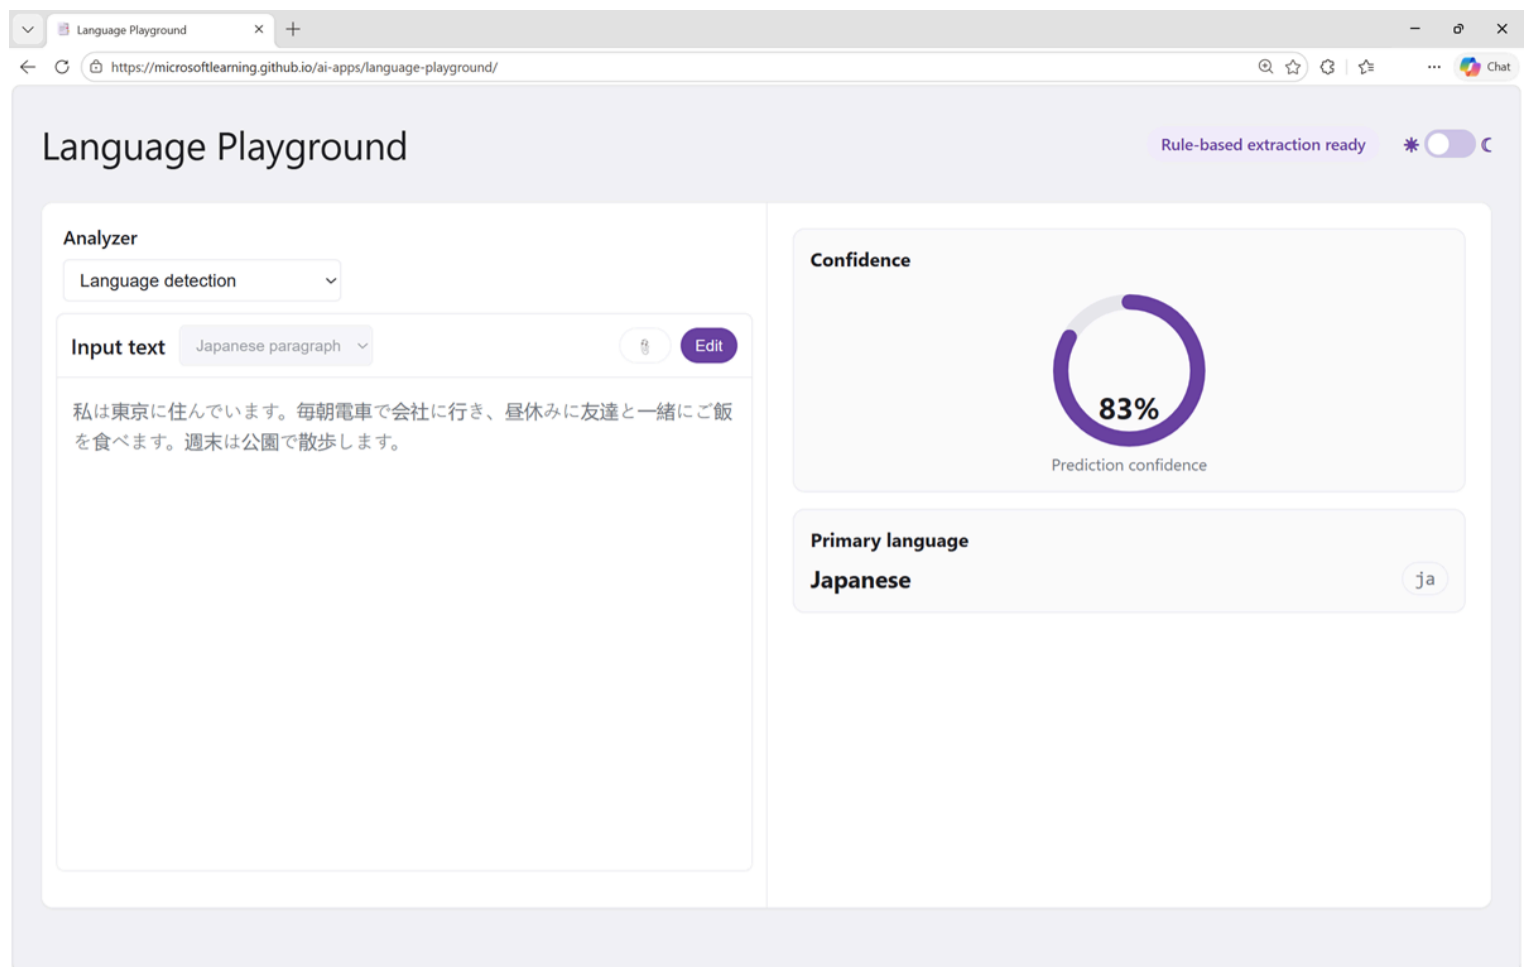 Language Playground
https://microsoftlearning.github.io/ai-apps/language-playground/
Chat
Language Playground
Rule-based extraction ready
Analyzer
Language detection
Input text
Japanese paragraph
Edit
私は東京に住んでいます。毎朝電車で会社に行き、昼休みに友達と一緒にご飯
を食べます。週末は公園で散歩します。
Confidence
83%
Prediction confidence
Primary language
Japanese
ja